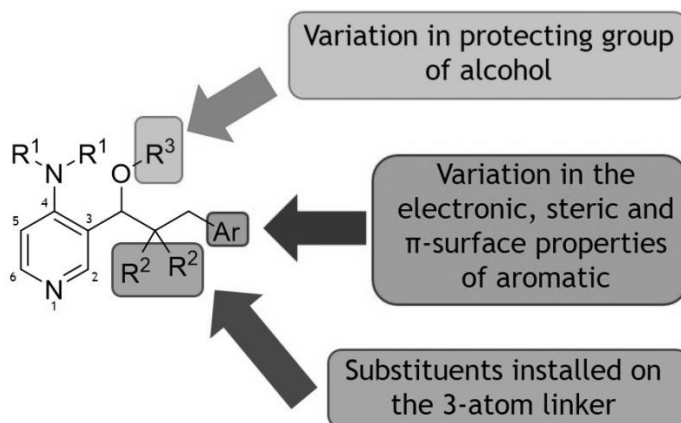 Variation in protecting group
of alcohol
R¹ R¹
N O R³
4
5 3
Ar
R² R²
6 2
N
1
Variation in the
electronic, steric and
π-surface properties
of aromatic
Substituents installed on
the 3-atom linker